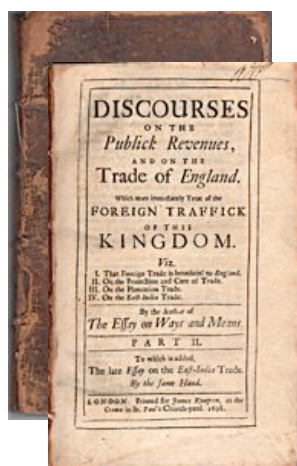 DISCOURSES
ON THE
Publick Revenues,
AND ON THE
Trade of England.
Which more immediately Treat of the
FOREIGN TRAFFICK
OF THIS
KINGDOM.
Viz.
I. That Foreign Trade is beneficial to England.
II. On the Protection and Care of Trade.
III. On the Plantation Trade.
IV. On the East-India Trade.
By the Author of
The Essay on Ways and Means.
PART II.
To which is added,
The late Essay on the East-India Trade.
By the same Hand.
LONDON: Printed for James Knapton, at the
Crown in St. Paul's Church-yard. 1698.